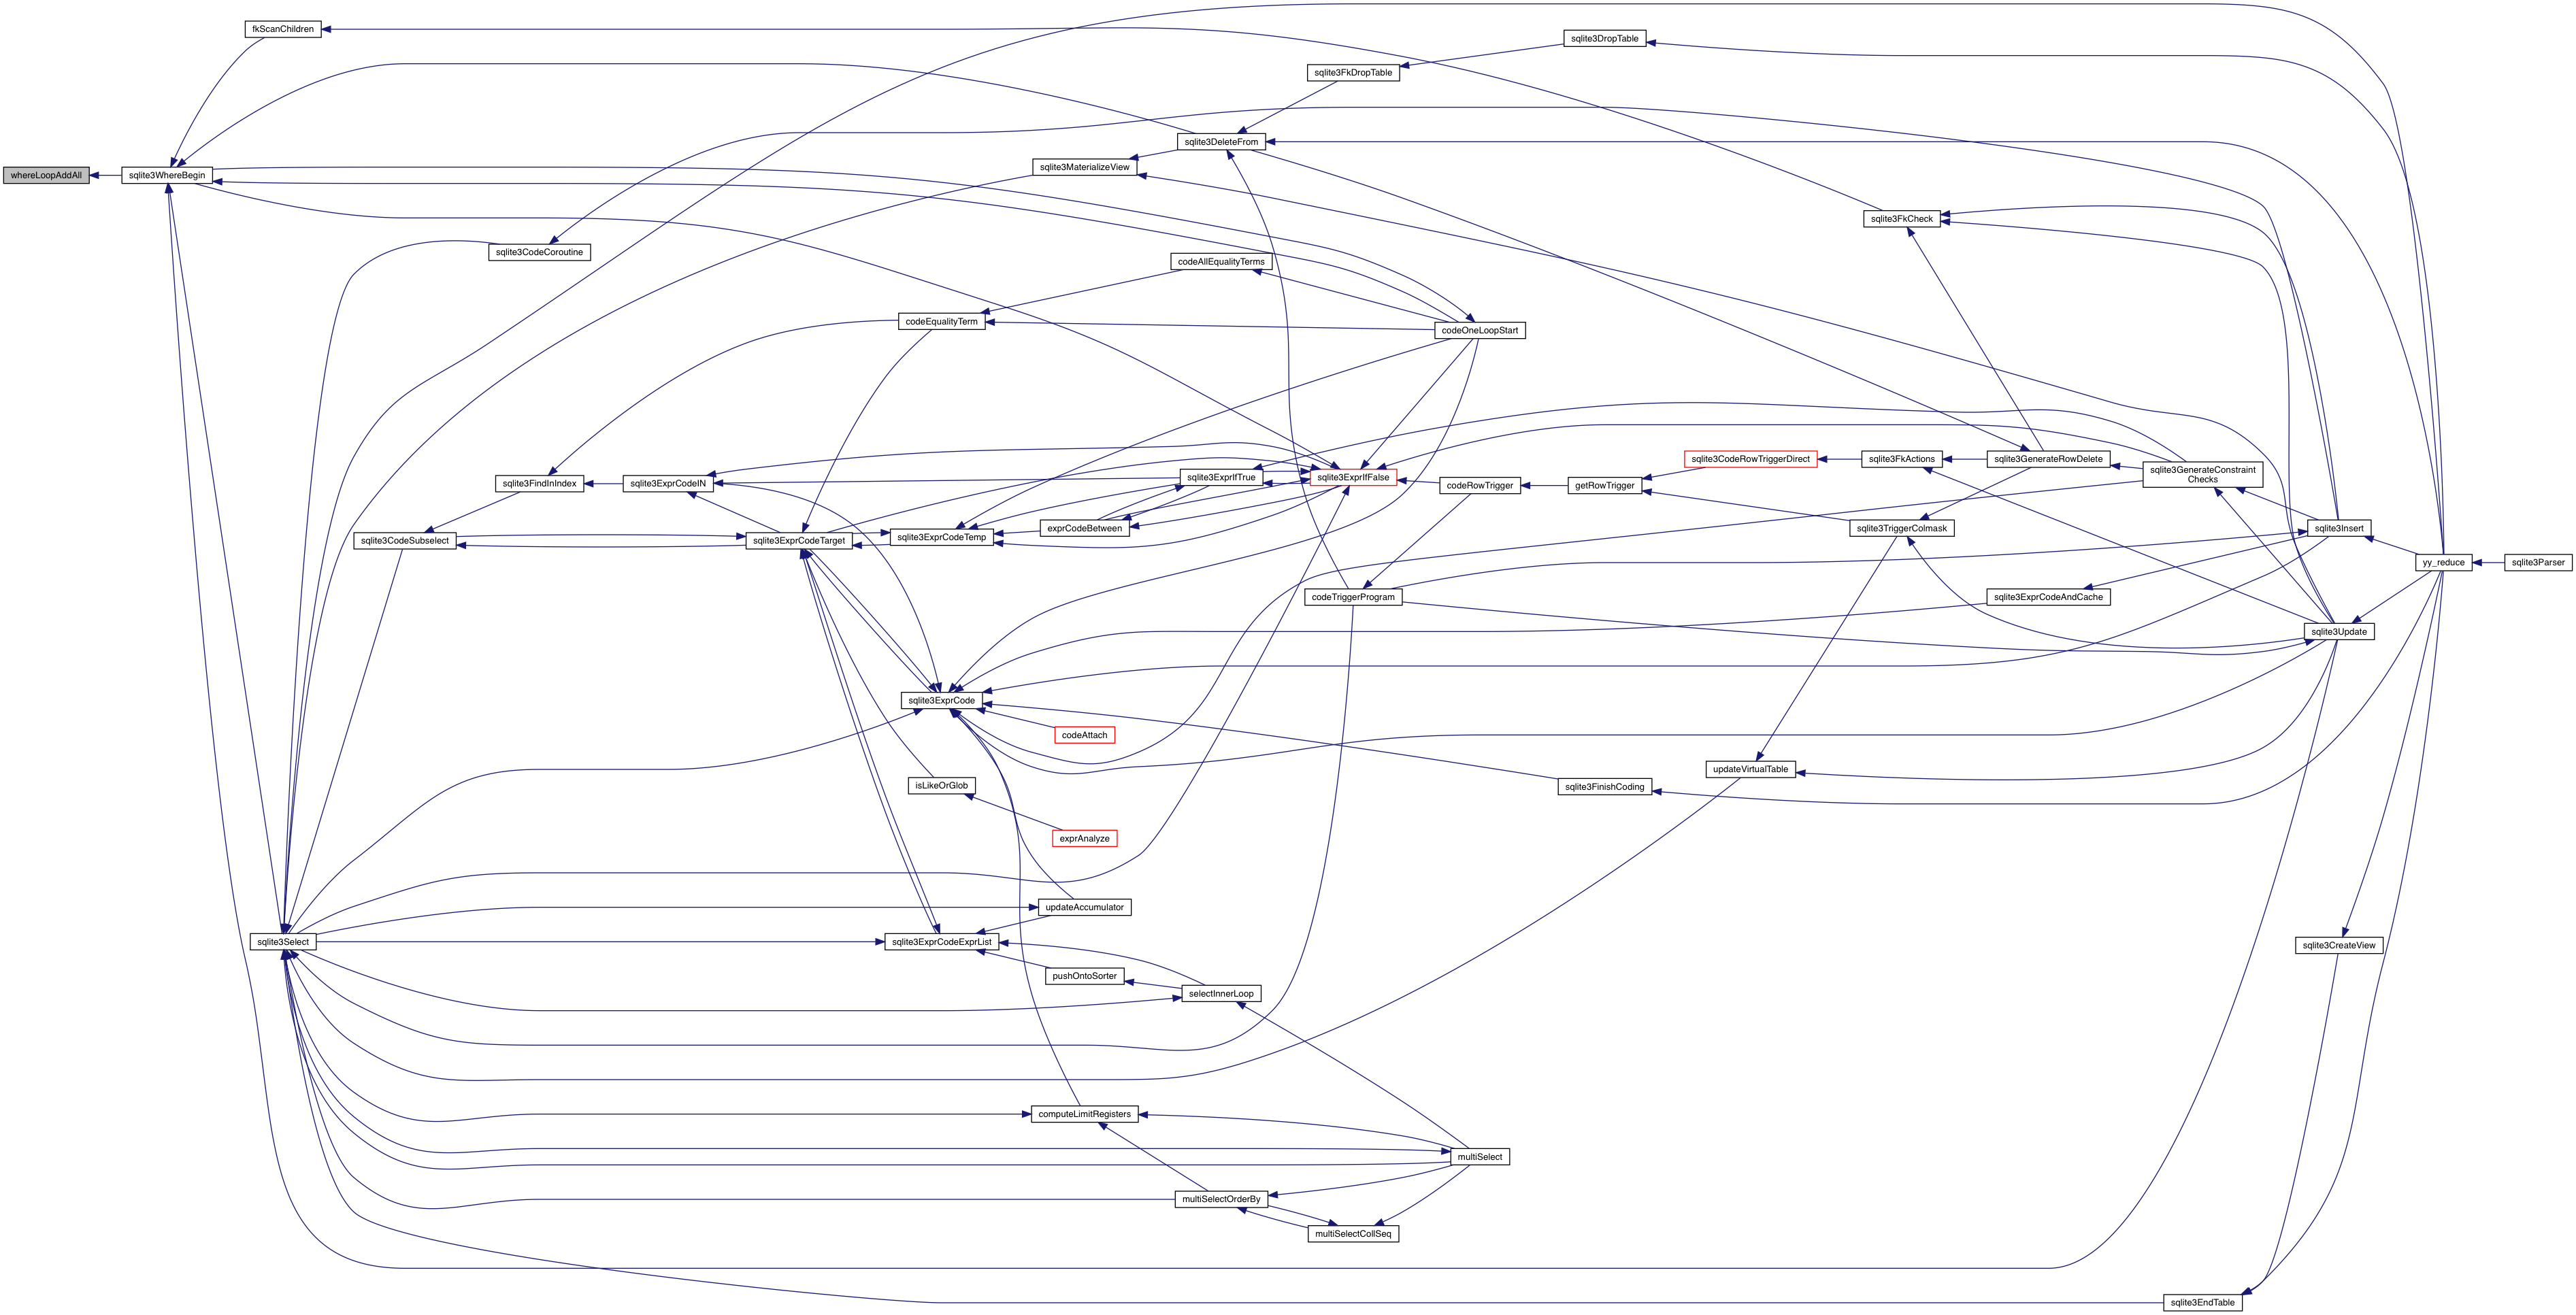 fkScanChildren
sqlite3DropTable
sqlite3FkDropTable
sqlite3DeleteFrom
sqlite3MaterializeView
whereLoopAddAll
sqlite3WhereBegin
sqlite3FkCheck
sqlite3CodeCoroutine
codeAllEqualityTerms
codeEqualityTerm
codeOneLoopStart
sqlite3CodeRowTriggerDirect
sqlite3FkActions
sqlite3GenerateRowDelete
sqlite3GenerateConstraint
Checks
sqlite3FindInIndex
sqlite3ExprCodeIN
sqlite3ExprIfTrue
sqlite3ExprIfFalse
codeRowTrigger
getRowTrigger
exprCodeBetween
sqlite3TriggerColmask
sqlite3Insert
sqlite3CodeSubselect
sqlite3ExprCodeTarget
sqlite3ExprCodeTemp
yy_reduce
sqlite3Parser
codeTriggerProgram
sqlite3ExprCodeAndCache
sqlite3Update
sqlite3ExprCode
codeAttach
updateVirtualTable
isLikeOrGlob
sqlite3FinishCoding
exprAnalyze
updateAccumulator
sqlite3Select
sqlite3ExprCodeExprList
sqlite3CreateView
pushOntoSorter
selectInnerLoop
computeLimitRegisters
multiSelect
multiSelectOrderBy
multiSelectCollSeq
sqlite3EndTable